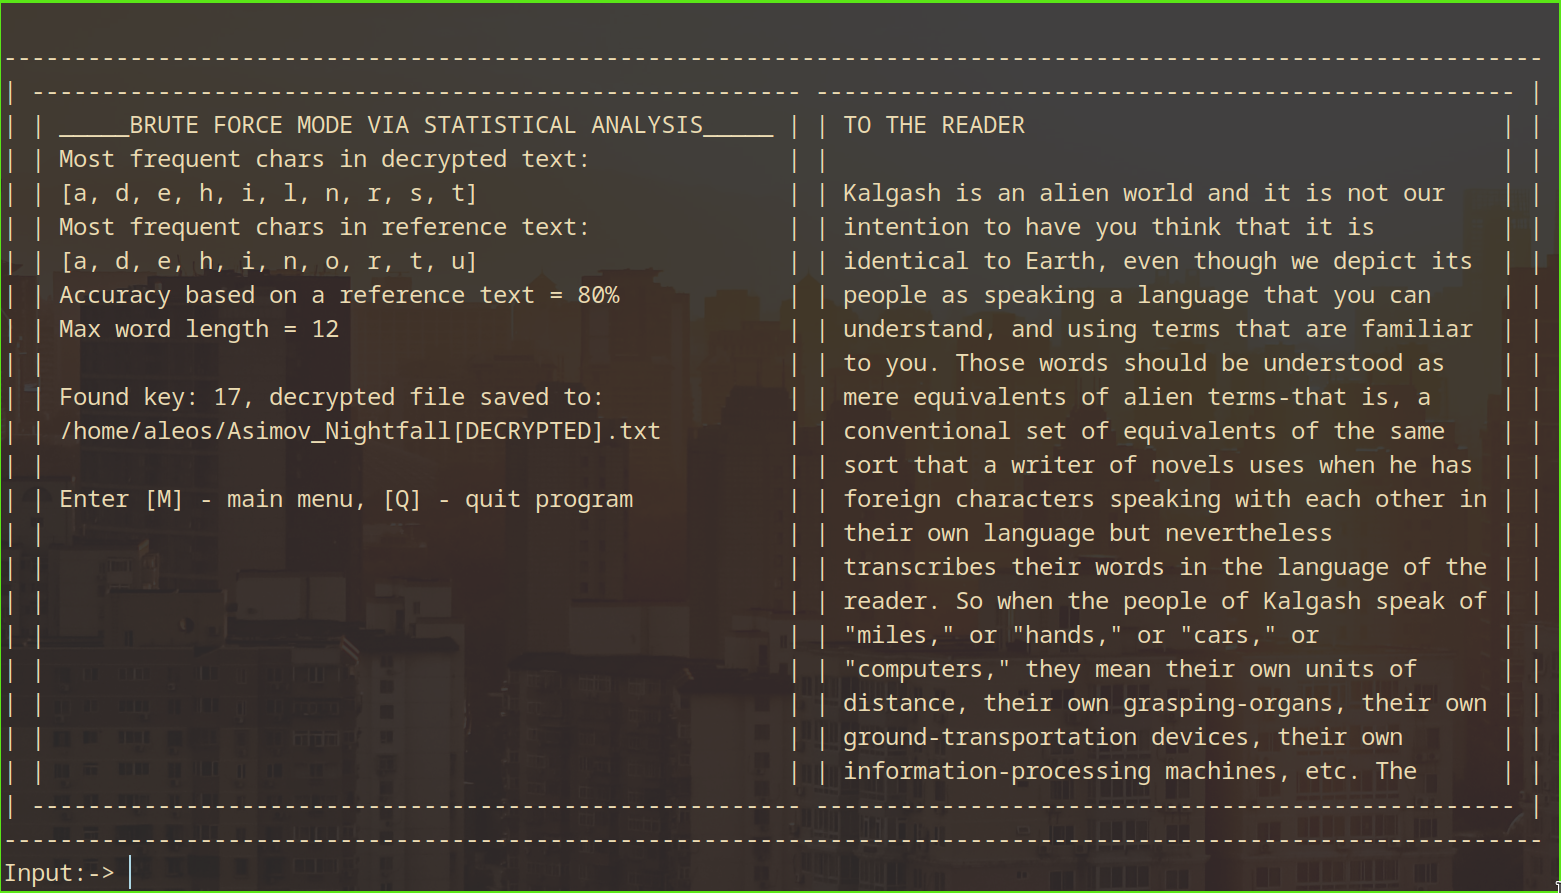 _____BRUTE FORCE MODE VIA STATISTICAL ANALYSIS_____
Most frequent chars in decrypted text:
[a, d, e, h, i, l, n, r, s, t]
Most frequent chars in reference text:
[a, d, e, h, i, n, o, r, t, u]
Accuracy based on a reference text = 80%
Max word length = 12
Found key: 17, decrypted file saved to:
/home/aleos/Asimov_Nightfall[DECRYPTED].txt
Enter [M] - main menu, [Q] - quit program
TO THE READER
Kalgash is an alien world and it is not our
intention to have you think that it is
identical to Earth, even though we depict its
people as speaking a language that you can
understand, and using terms that are familiar
to you. Those words should be understood as
mere equivalents of alien terms-that is, a
conventional set of equivalents of the same
sort that a writer of novels uses when he has
foreign characters speaking with each other in
their own language but nevertheless
transcribes their words in the language of the
reader. So when the people of Kalgash speak of
"miles," or "hands," or "cars," or
"computers," they mean their own units of
distance, their own grasping-organs, their own
ground-transportation devices, their own
information-processing machines, etc. The
Input:->